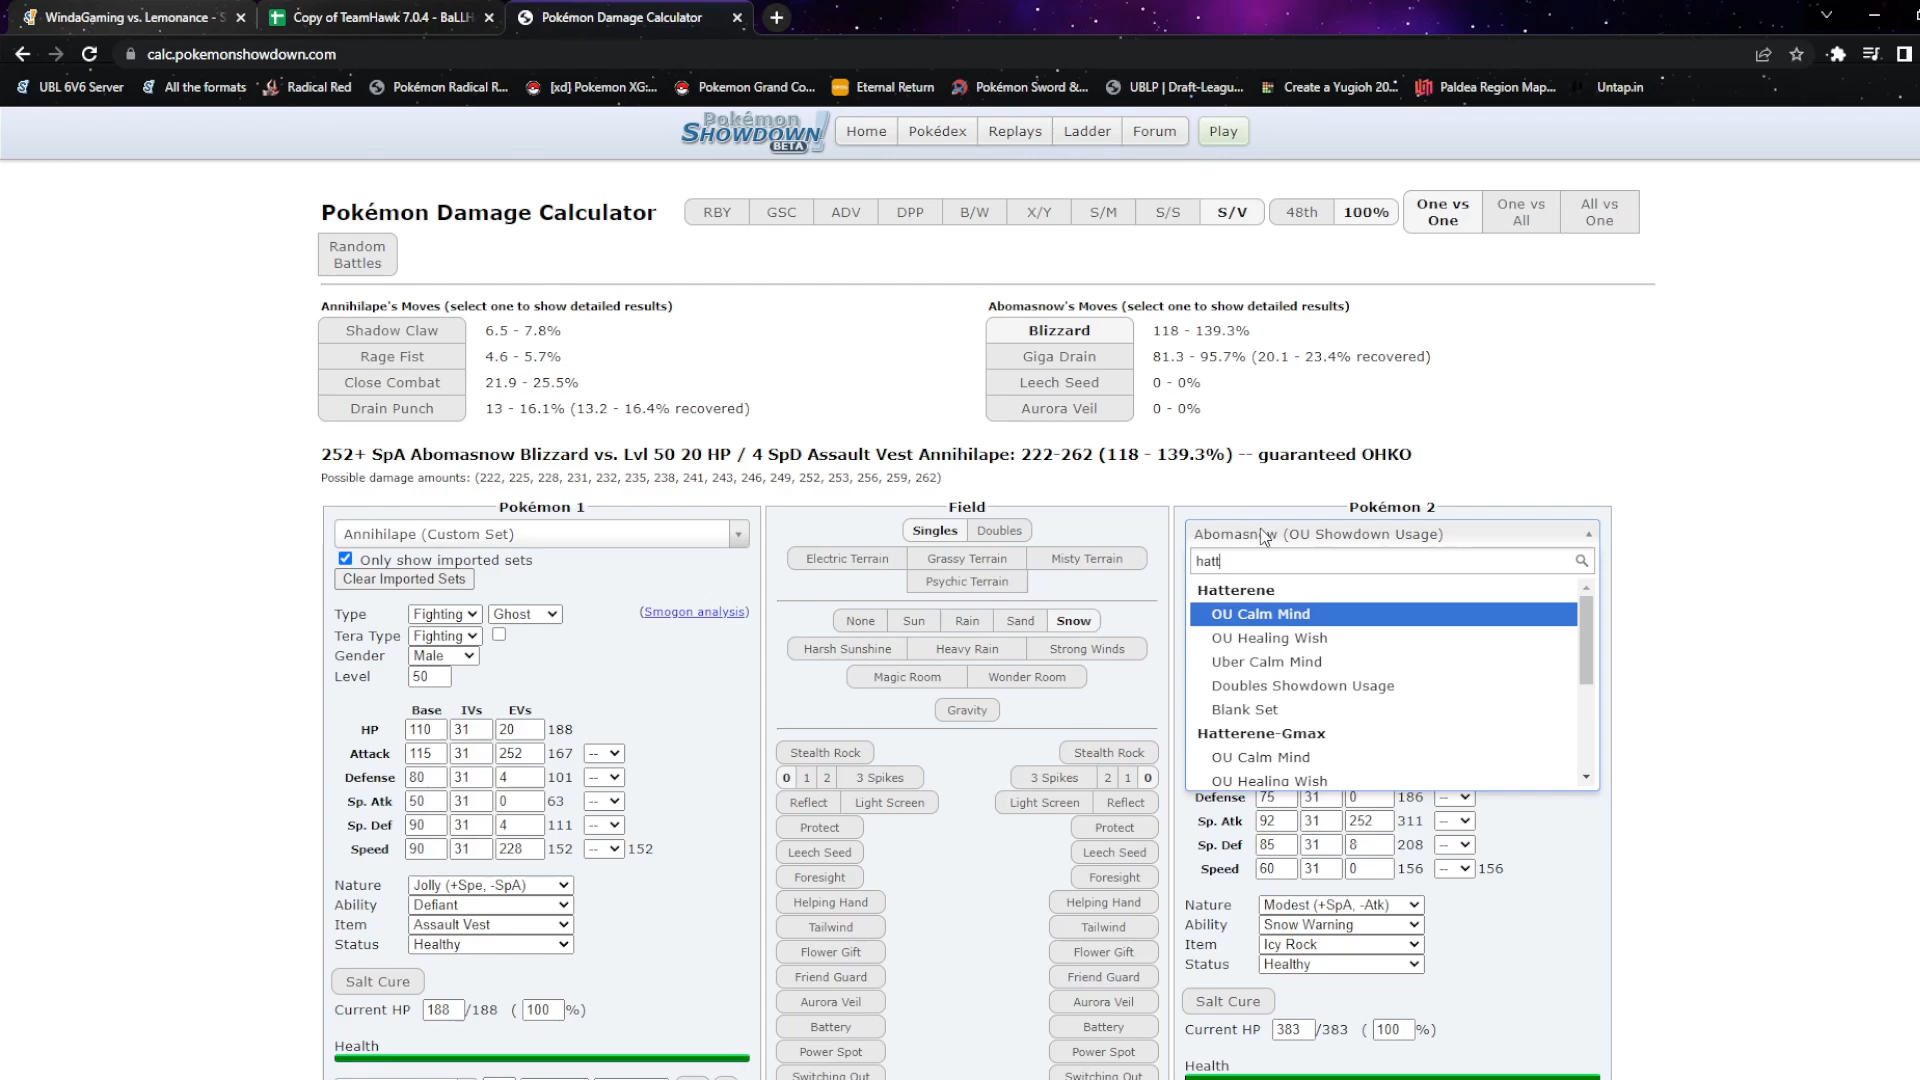 WindaGaming vs. Lemonance - S
Copy of TeamHawk 7.0.4 - BaLLH
Pokémon Damage Calculator
calc.pokemonshowdown.com
UBL 6V6 Server
All the formats
Radical Red
Pokémon Radical R...
[xd] Pokemon XG:...
Pokemon Grand Co...
Eternal Return
Pokémon Sword &...
UBLP | Draft-Leagu...
Create a Yugioh 20...
Paldea Region Map...
Untap.in
Pokémon
SHOWDOWN!
BETA
Home
Pokédex
Replays
Ladder
Forum
Play
Pokémon Damage Calculator
RBY GSC ADV DPP B/W X/Y S/M S/S S/V
48th 100%
One vs One
One vs All
All vs One
Random Battles
Annihilape's Moves (select one to show detailed results)
Shadow Claw 6.5 - 7.8%
Rage Fist 4.6 - 5.7%
Close Combat 21.9 - 25.5%
Drain Punch 13 - 16.1% (13.2 - 16.4% recovered)
Abomasnow's Moves (select one to show detailed results)
Blizzard 118 - 139.3%
Giga Drain 81.3 - 95.7% (20.1 - 23.4% recovered)
Leech Seed 0 - 0%
Aurora Veil 0 - 0%
252+ SpA Abomasnow Blizzard vs. Lvl 50 20 HP / 4 SpD Assault Vest Annihilape: 222-262 (118 - 139.3%) -- guaranteed OHKO
Possible damage amounts: (222, 225, 228, 231, 232, 235, 238, 241, 243, 246, 249, 252, 253, 256, 259, 262)
Pokémon 1
Annihilape (Custom Set)
Only show imported sets
Clear Imported Sets
Type Fighting Ghost (Smogon analysis)
Tera Type Fighting
Gender Male
Level 50
Base IVs EVs
HP 110 31 20 188
Attack 115 31 252 167 --
Defense 80 31 4 101 --
Sp. Atk 50 31 0 63 --
Sp. Def 90 31 4 111 --
Speed 90 31 228 152 -- 152
Nature Jolly (+Spe, -SpA)
Ability Defiant
Item Assault Vest
Status Healthy
Salt Cure
Current HP 188 /188 ( 100 %)
Health
Field
Singles Doubles
Electric Terrain Grassy Terrain Misty Terrain
Psychic Terrain
None Sun Rain Sand Snow
Harsh Sunshine Heavy Rain Strong Winds
Magic Room Wonder Room
Gravity
Stealth Rock Stealth Rock
0 1 2 3 Spikes 3 Spikes 2 1 0
Reflect Light Screen Light Screen Reflect
Protect Protect
Leech Seed Leech Seed
Foresight Foresight
Helping Hand Helping Hand
Tailwind Tailwind
Flower Gift Flower Gift
Friend Guard Friend Guard
Aurora Veil Aurora Veil
Battery Battery
Power Spot Power Spot
Switching Out Switching Out
Pokémon 2
Abomasnow (OU Showdown Usage)
hatt
Hatterene
OU Calm Mind
OU Healing Wish
Uber Calm Mind
Doubles Showdown Usage
Blank Set
Hatterene-Gmax
OU Calm Mind
OU Healing Wish
Defense 75 31 0 186 --
Sp. Atk 92 31 252 311 --
Sp. Def 85 31 8 208 --
Speed 60 31 0 156 -- 156
Nature Modest (+SpA, -Atk)
Ability Snow Warning
Item Icy Rock
Status Healthy
Salt Cure
Current HP 383 /383 ( 100 %)
Health